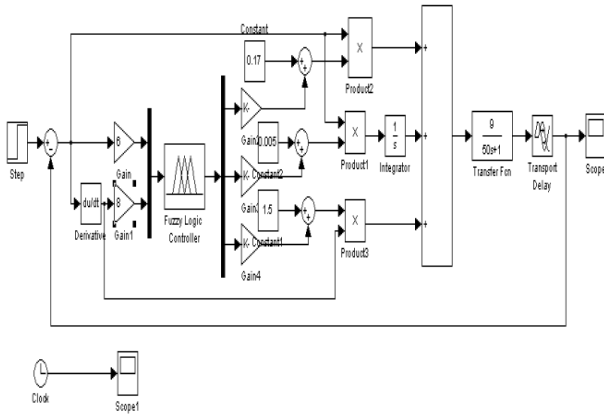 Constant
0.17
×
Product2
+
+
+
K-
Gain2
0.005
+
+
×
Product1
1
s
Integrator
+
9
50s+1
Transfer Fcn
Transport
Delay
Scope
Step
+
-
6
Gain
du/dt
Derivative
8
Gain1
Fuzzy Logic
Controller
Constant2
K-
Gain3
1.5
Constant1
+
+
×
Product3
+
K-
Gain4
Clock
Scope1